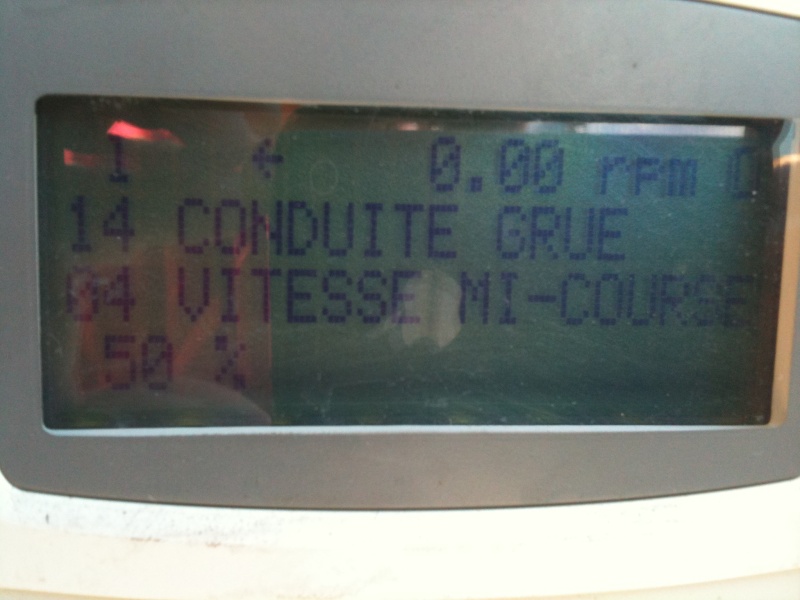 1 ← 0.00 rpm
14 CONDUITE GRUE
04 VITESSE MI-COURSE
50 %